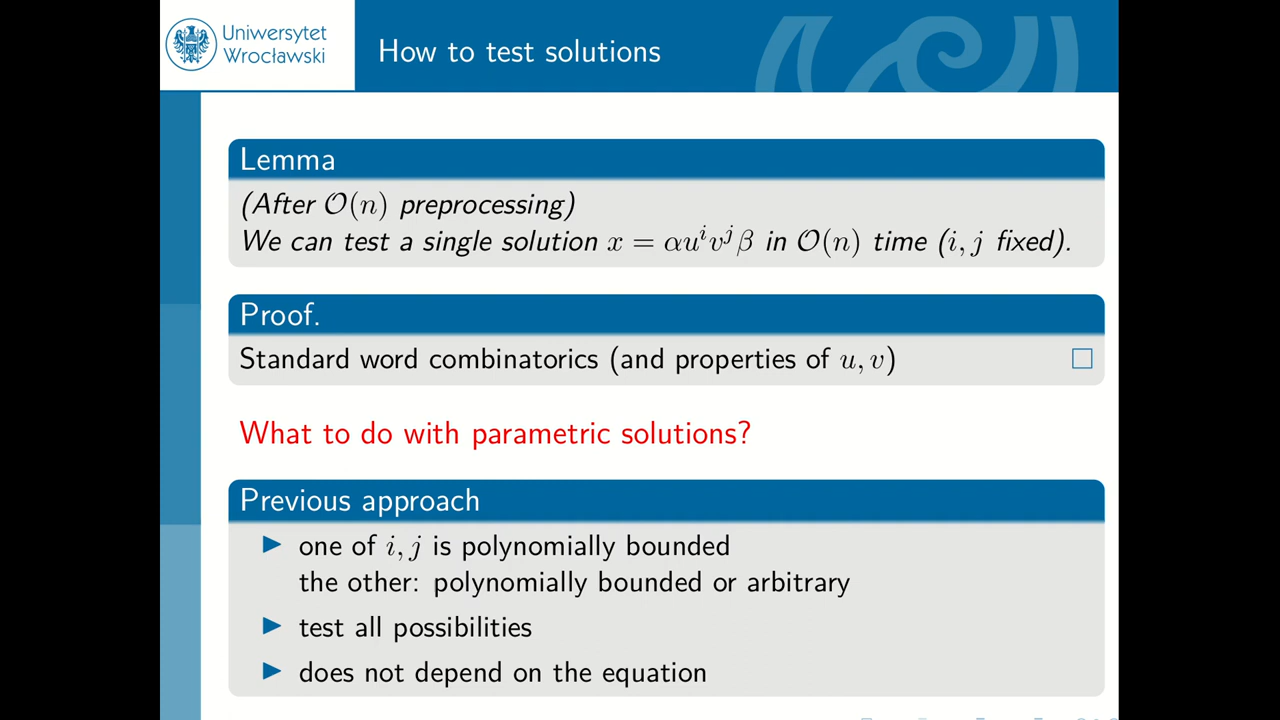 Uniwersytet
Wrocławski
How to test solutions
Lemma
(After 𝒪(n) preprocessing)
We can test a single solution x = αuⁱvʲβ in 𝒪(n) time (i, j fixed).
Proof.
Standard word combinatorics (and properties of u, v)
What to do with parametric solutions?
Previous approach
one of i, j is polynomially bounded
the other: polynomially bounded or arbitrary
test all possibilities
does not depend on the equation